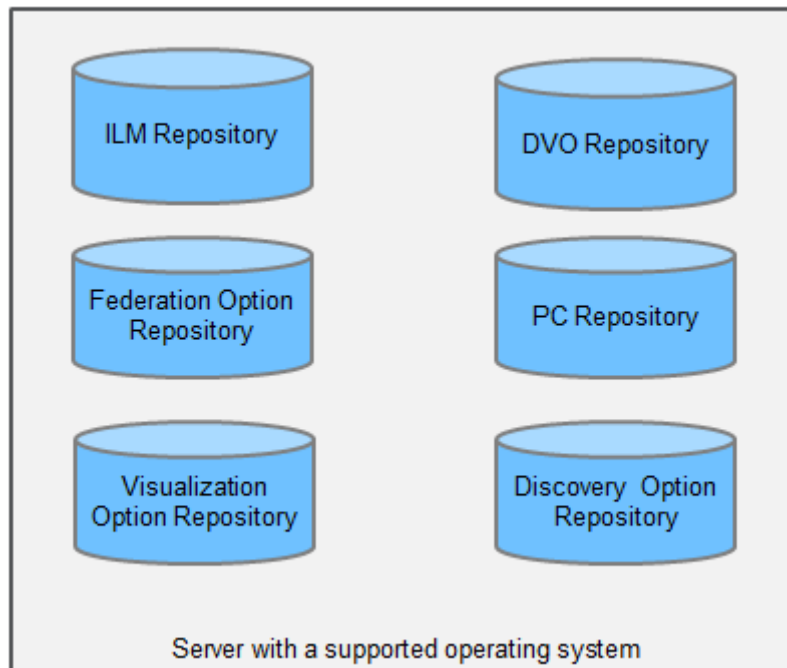 ILM Repository
DVO Repository
Federation Option
Repository
PC Repository
Visualization
Option Repository
Discovery  Option
Repository
Server with a supported operating system